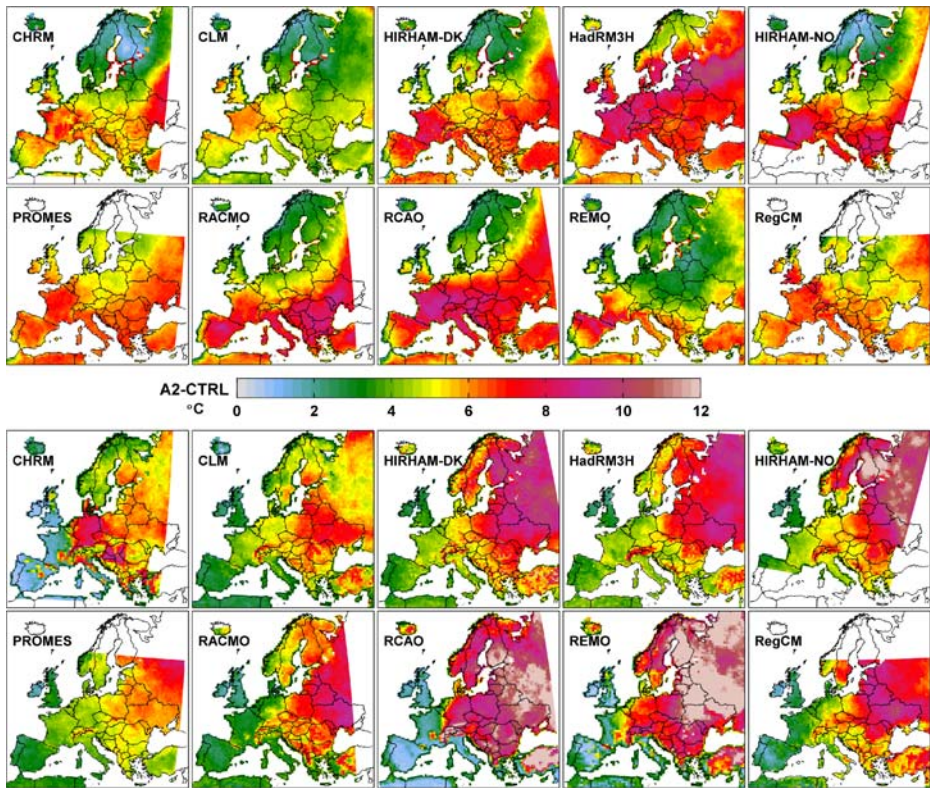 CHRM
CLM
HIRHAM-DK
HadRM3H
HIRHAM-NO
PROMES
RACMO
RCAO
REMO
RegCM
A2-CTRL
°C
0 2 4 6 8 10 12
CHRM
CLM
HIRHAM-DK
HadRM3H
HIRHAM-NO
PROMES
RACMO
RCAO
REMO
RegCM